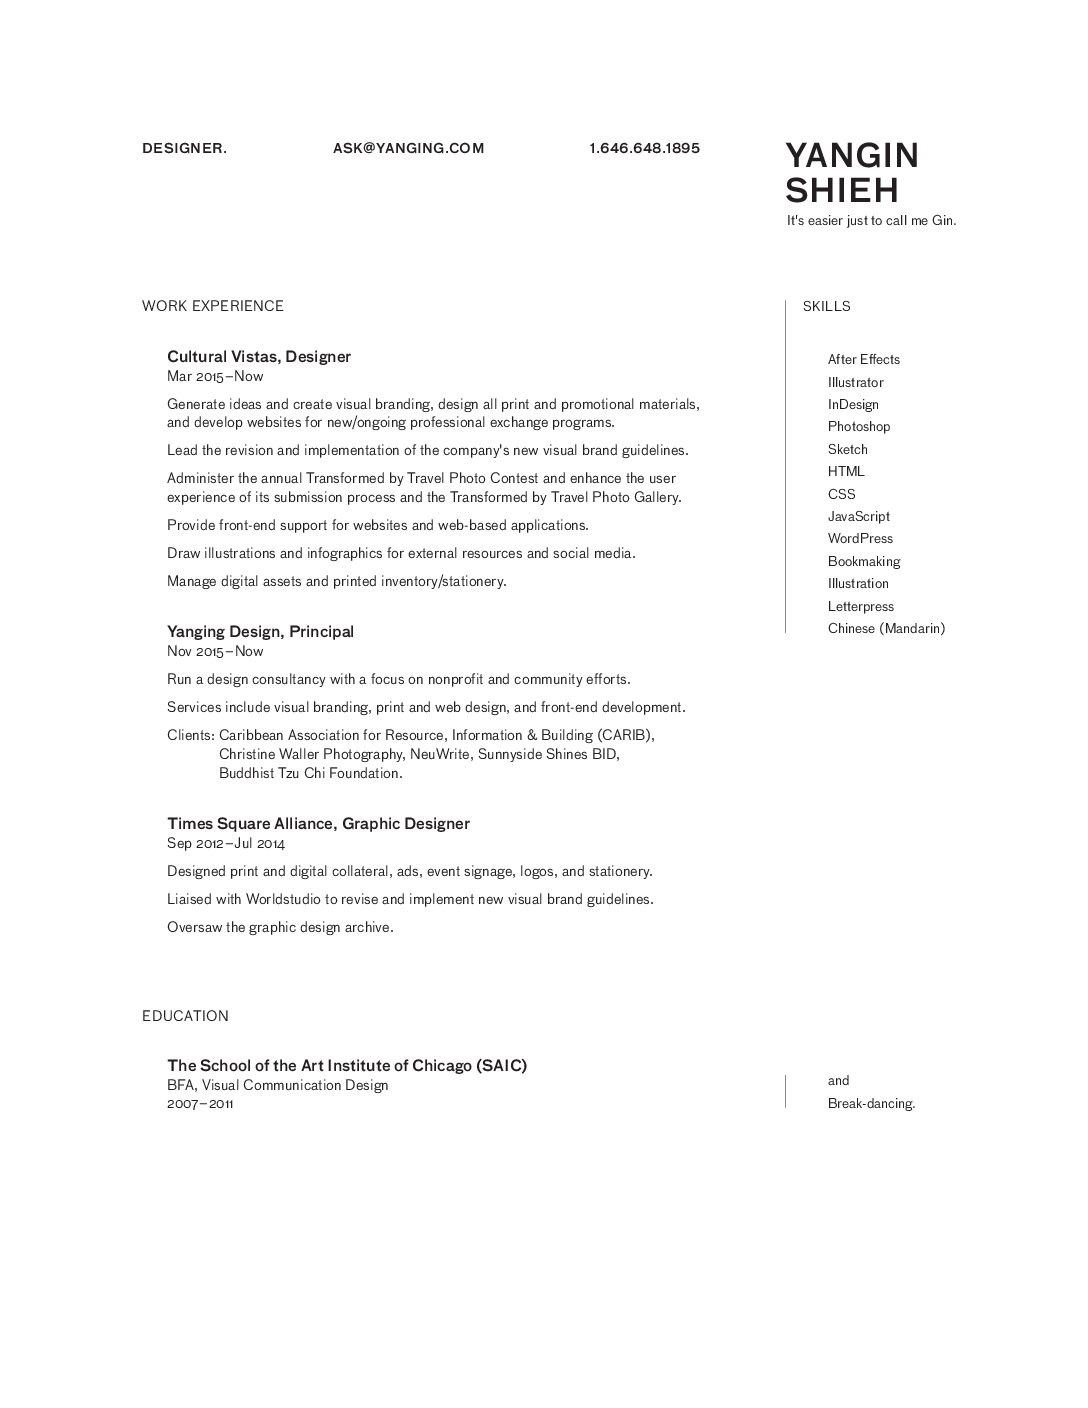 DESIGNER.
ASK@YANGING.COM
1.646.648.1895
YANGIN
SHIEH
It's easier just to call me Gin.
WORK EXPERIENCE
Cultural Vistas, Designer
Mar 2015–Now
Generate ideas and create visual branding, design all print and promotional materials,
and develop websites for new/ongoing professional exchange programs.
Lead the revision and implementation of the company's new visual brand guidelines.
Administer the annual Transformed by Travel Photo Contest and enhance the user
experience of its submission process and the Transformed by Travel Photo Gallery.
Provide front-end support for websites and web-based applications.
Draw illustrations and infographics for external resources and social media.
Manage digital assets and printed inventory/stationery.
Yanging Design, Principal
Nov 2015–Now
Run a design consultancy with a focus on nonprofit and community efforts.
Services include visual branding, print and web design, and front-end development.
Clients: Caribbean Association for Resource, Information & Building (CARIB),
Christine Waller Photography, NeuWrite, Sunnyside Shines BID,
Buddhist Tzu Chi Foundation.
Times Square Alliance, Graphic Designer
Sep 2012–Jul 2014
Designed print and digital collateral, ads, event signage, logos, and stationery.
Liaised with Worldstudio to revise and implement new visual brand guidelines.
Oversaw the graphic design archive.
EDUCATION
The School of the Art Institute of Chicago (SAIC)
BFA, Visual Communication Design
2007–2011
SKILLS
After Effects
Illustrator
InDesign
Photoshop
Sketch
HTML
CSS
JavaScript
WordPress
Bookmaking
Illustration
Letterpress
Chinese (Mandarin)
and
Break-dancing.